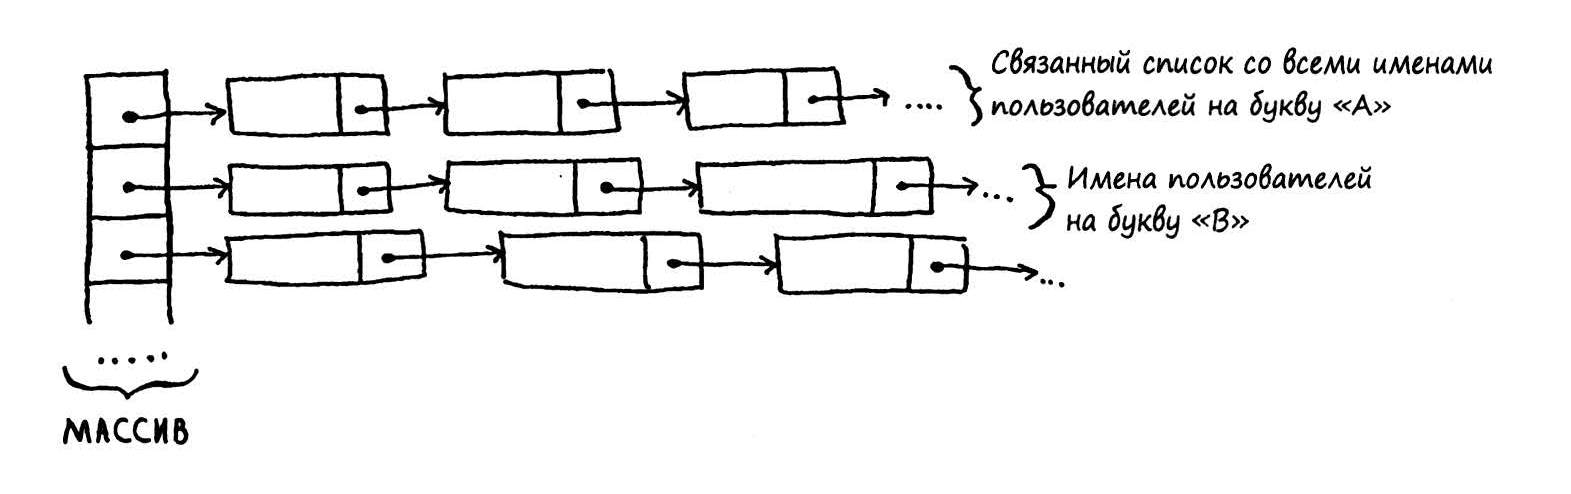 Связанный список со всеми именами
пользователей на букву «А»
Имена пользователей
на букву «В»
МАССИВ